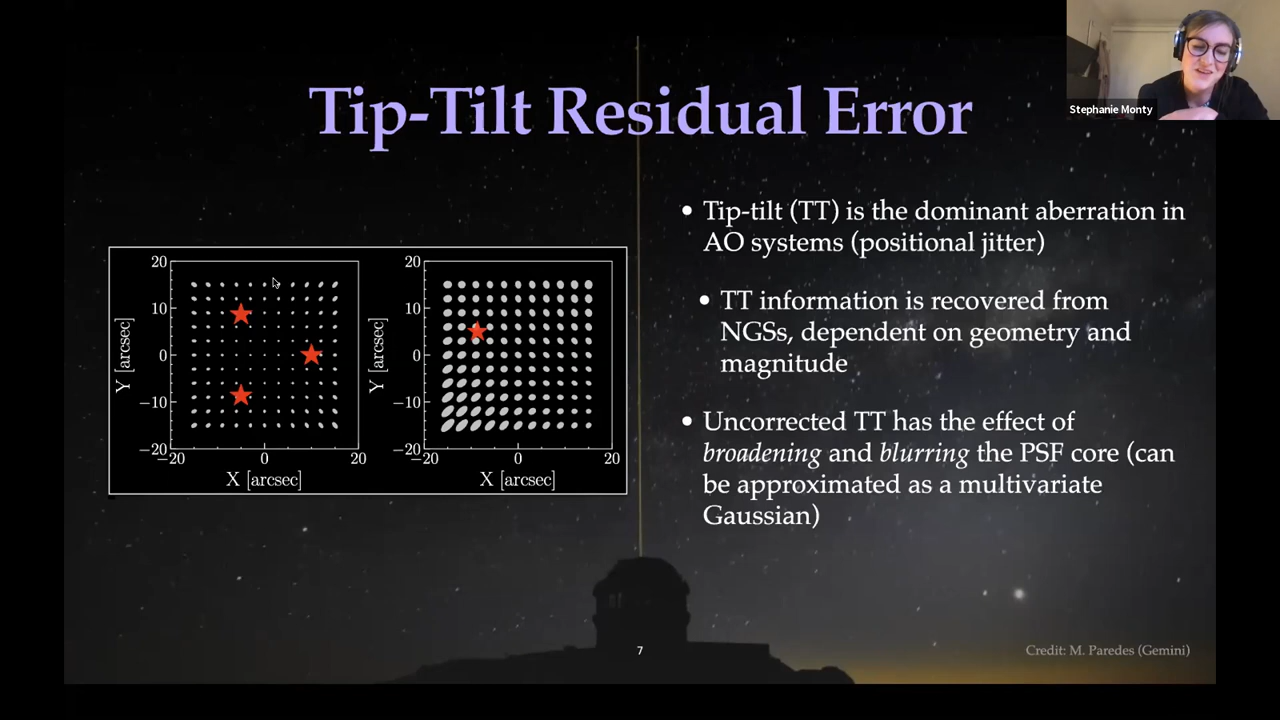 Tip-Tilt Residual Error
Stephanie Monty
20
10
0
−10
−20
−20
0
20
X [arcsec]
Y [arcsec]
20
10
0
−10
−20
−20
0
20
X [arcsec]
Y [arcsec]
• Tip-tilt (TT) is the dominant aberration in
AO systems (positional jitter)
• TT information is recovered from
NGSs, dependent on geometry and
magnitude
• Uncorrected TT has the effect of
broadening and blurring the PSF core (can
be approximated as a multivariate
Gaussian)
7
Credit: M. Paredes (Gemini)